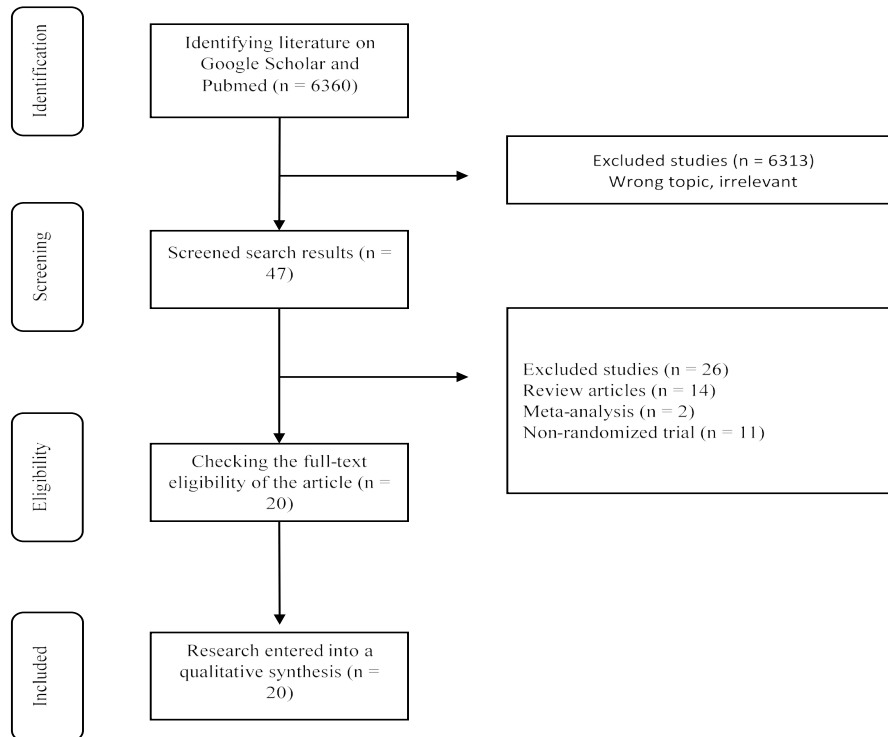 Identification
Identifying literature on
Google Scholar and
Pubmed (n = 6360)
Excluded studies (n = 6313)
Wrong topic, irrelevant
Screening
Screened search results (n =
47)
Excluded studies (n = 26)
Review articles (n = 14)
Meta-analysis (n = 2)
Non-randomized trial (n = 11)
Eligibility
Checking the full-text
eligibility of the article (n =
20)
Included
Research entered into a
qualitative synthesis (n =
20)